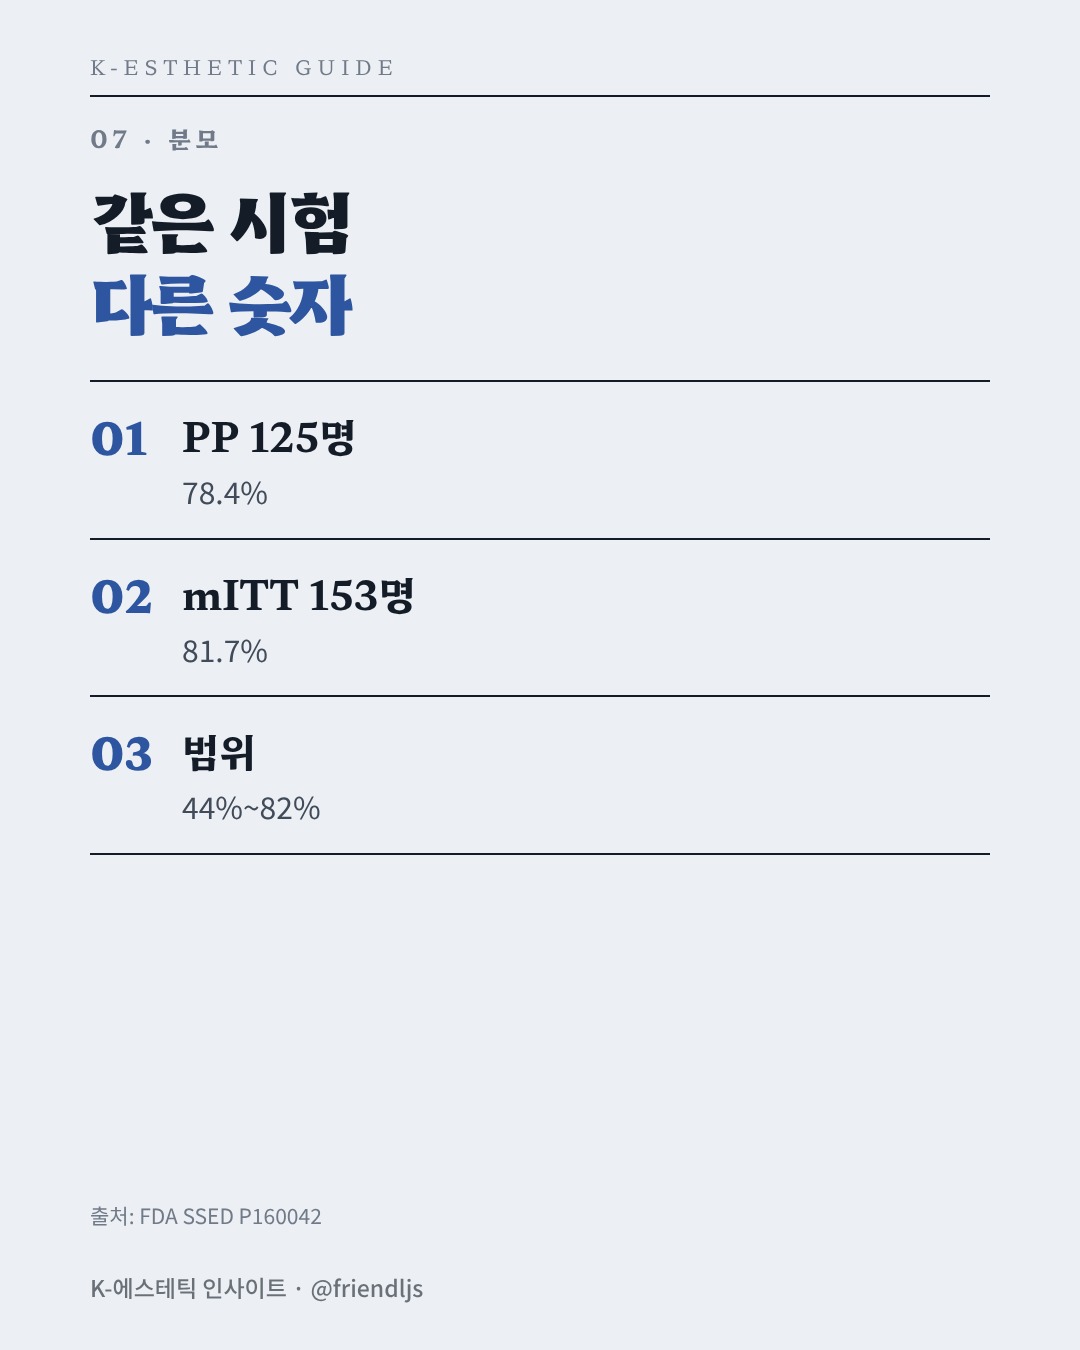 K-ESTHETIC GUIDE
07 · 분모
같은 시험
다른 숫자
01 PP 125명
78.4%
02 mITT 153명
81.7%
03 범위
44%~82%
출처: FDA SSED P160042
K-에스테틱 인사이트 · @friendljs